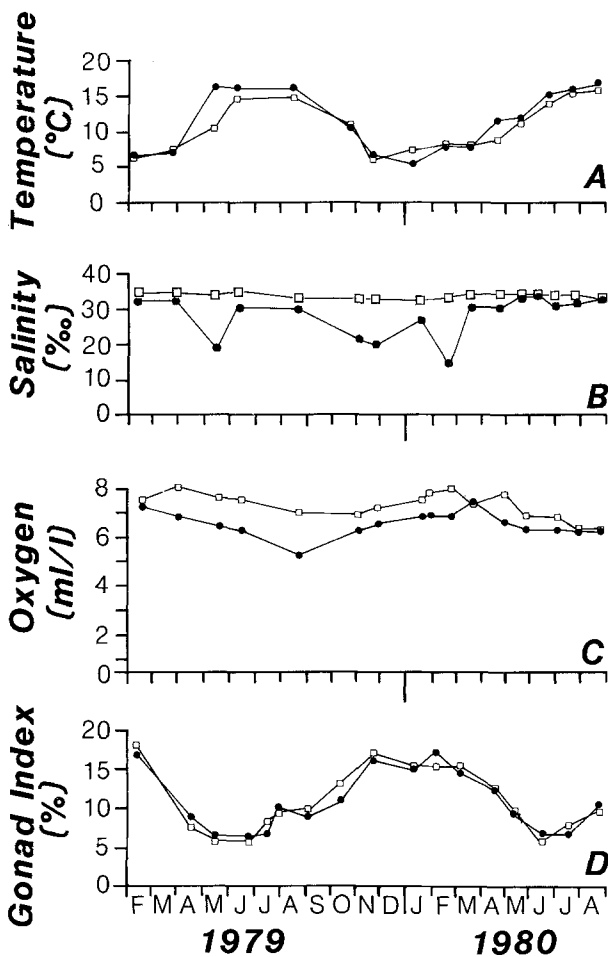 Temperature
(°C)
20
15
10
5
0
A
Salinity
(‰)
40
30
20
10
0
B
Oxygen
(ml/l)
8
6
4
2
0
C
Gonad Index
(%)
20
15
10
5
0
D
F M A M J J A S O N D J F M A M J J A
1979 1980